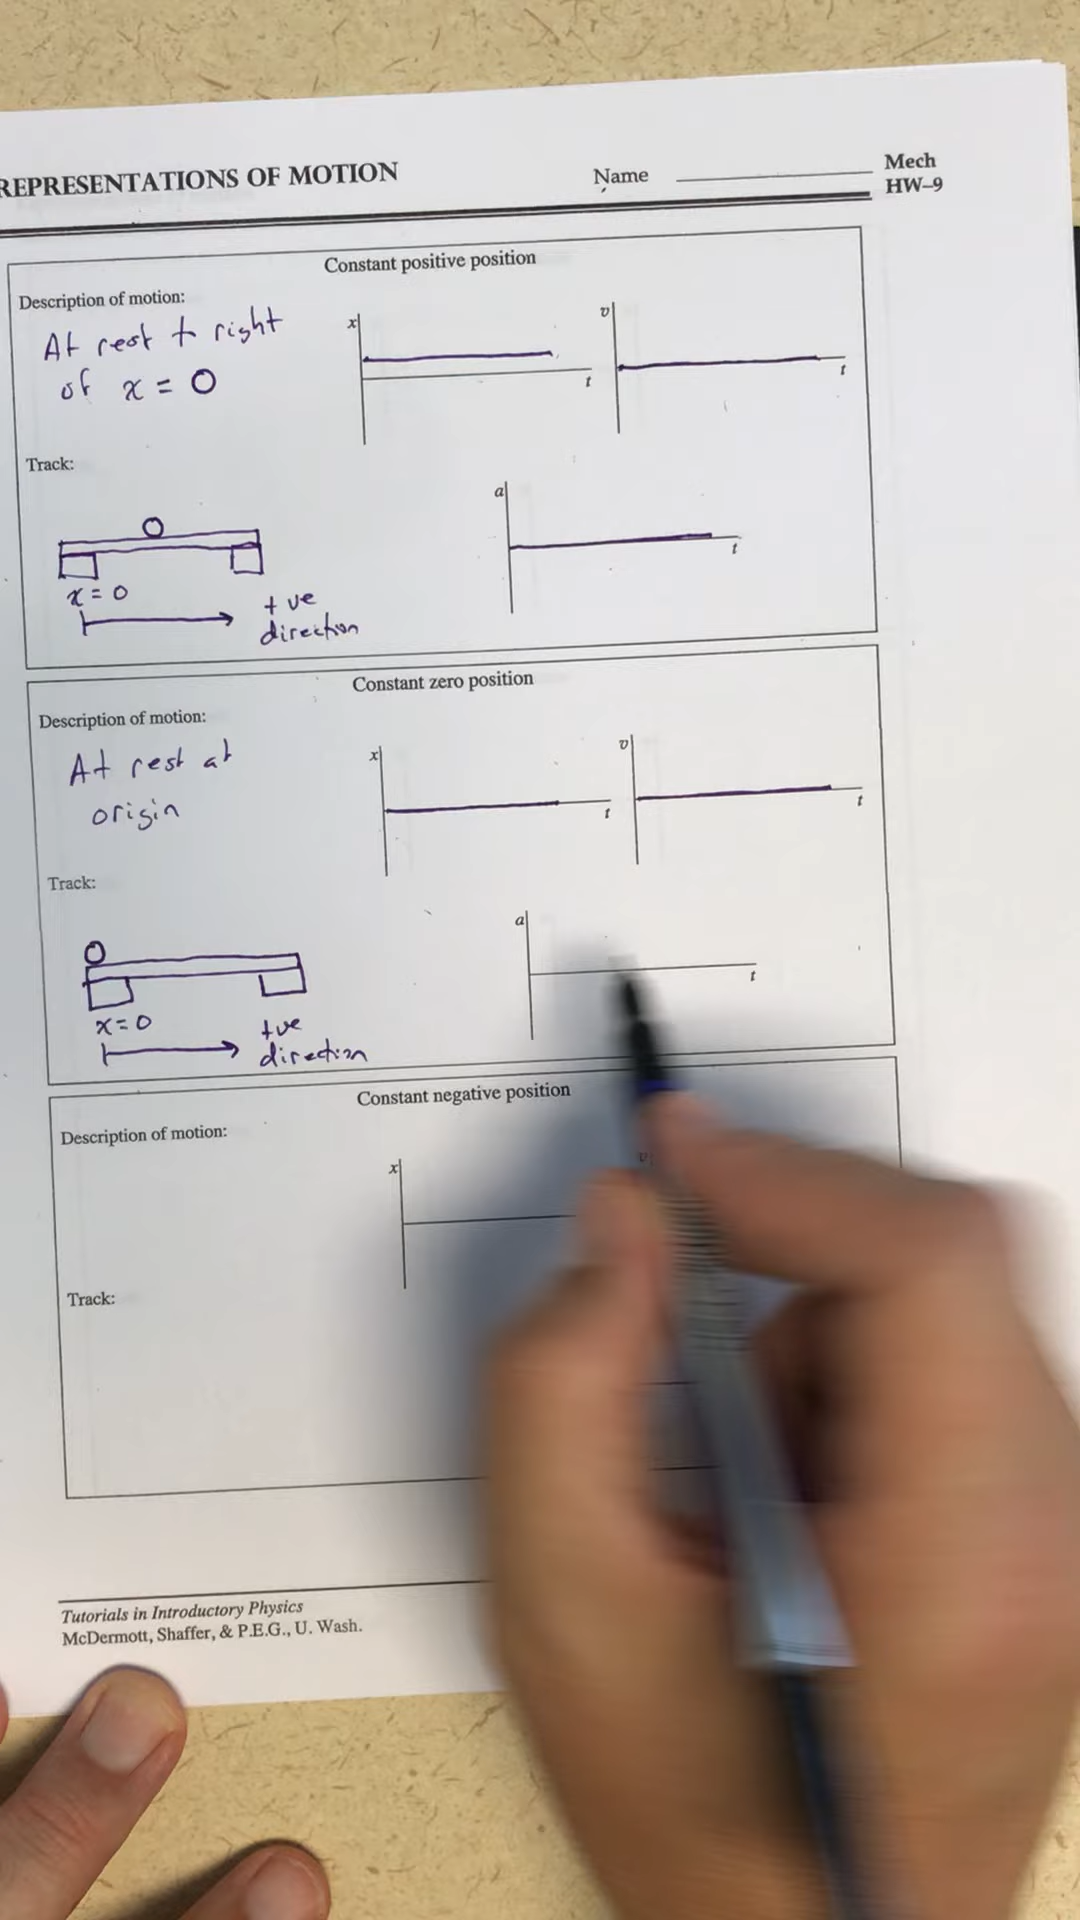 REPRESENTATIONS OF MOTION
Name
Mech
HW–9
Constant positive position
Description of motion:
At rest to right
of x = 0
x
t
v
t
Track:
a
t
x = 0
+ve
direction
Constant zero position
Description of motion:
At rest at
origin
x
t
v
t
Track:
a
t
x=0
+ve
direction
Constant negative position
Description of motion:
x
v
Track:
Tutorials in Introductory Physics
McDermott, Shaffer, & P.E.G., U. Wash.